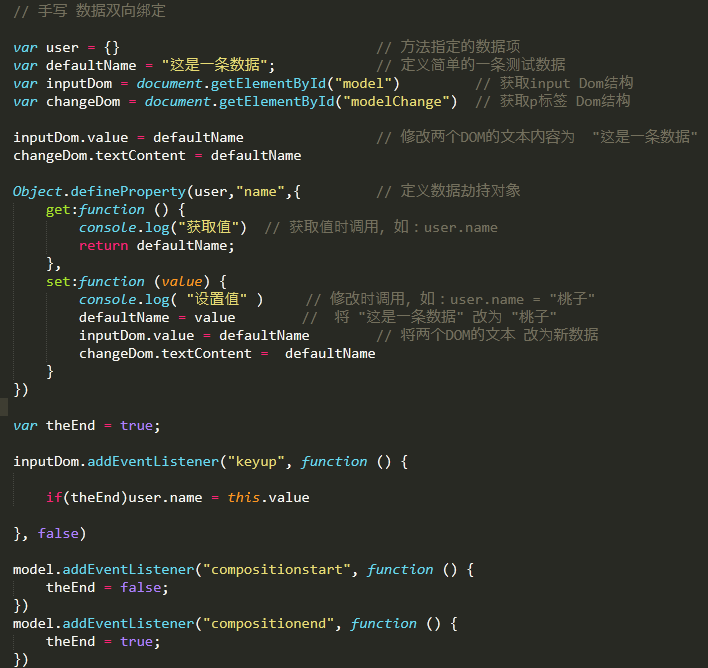 // 手写 数据双向绑定
var user = {} // 方法指定的数据项
var defaultName = "这是一条数据"; // 定义简单的一条测试数据
var inputDom = document.getElementById("model") // 获取input Dom结构
var changeDom = document.getElementById("modelChange") // 获取p标签 Dom结构
inputDom.value = defaultName // 修改两个DOM的文本内容为 "这是一条数据"
changeDom.textContent = defaultName
Object.defineProperty(user,"name",{ // 定义数据劫持对象
get:function () {
console.log("获取值") // 获取值时调用, 如：user.name
return defaultName;
},
set:function (value) {
console.log( "设置值" ) // 修改时调用, 如：user.name = "桃子"
defaultName = value // 将 "这是一条数据" 改为 "桃子"
inputDom.value = defaultName // 将两个DOM的文本 改为新数据
changeDom.textContent = defaultName
}
})
var theEnd = true;
inputDom.addEventListener("keyup", function () {
if(theEnd)user.name = this.value
}, false)
model.addEventListener("compositionstart", function () {
theEnd = false;
})
model.addEventListener("compositionend", function () {
theEnd = true;
})